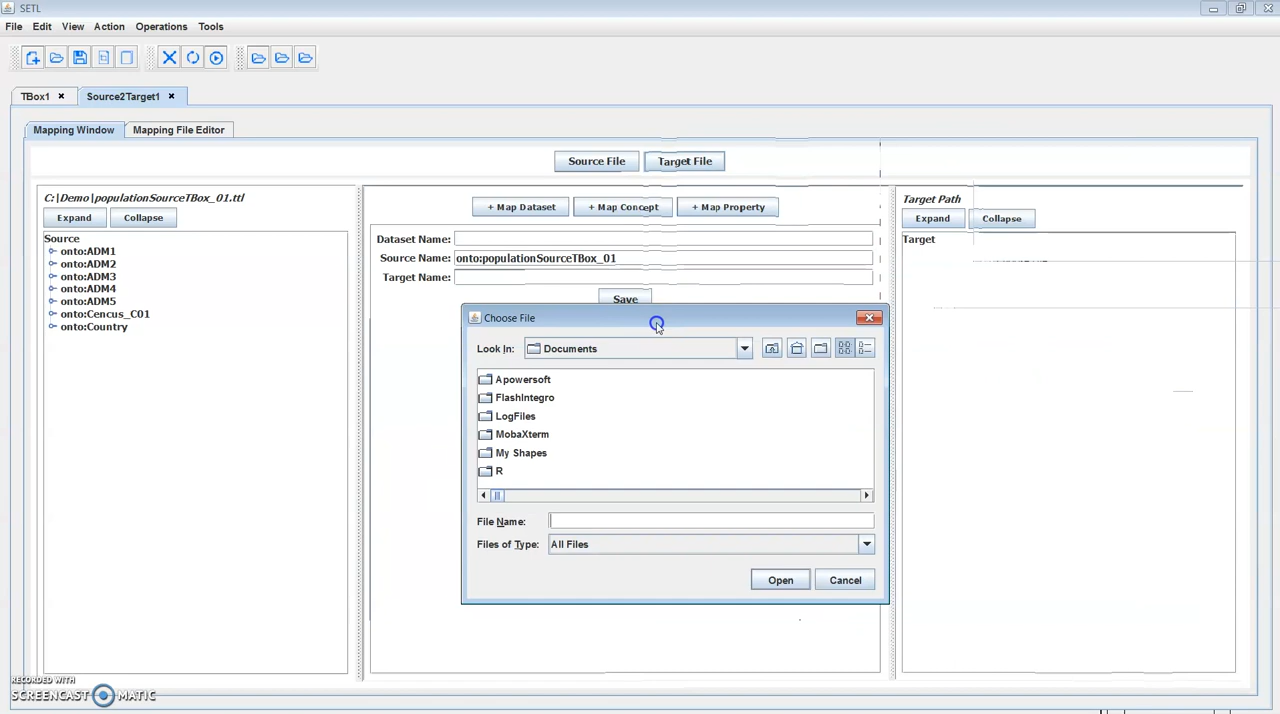 SETL
File Edit View Action Operations Tools
TBox1 Source2Target1
Mapping Window Mapping File Editor
Source File Target File
C:\Demo\populationSourceTBox_01.ttl
Expand Collapse
Source
onto:ADM1
onto:ADM2
onto:ADM3
onto:ADM4
onto:ADM5
onto:Cencus_C01
onto:Country
+ Map Dataset + Map Concept + Map Property
Dataset Name:
Source Name: onto:populationSourceTBox_01
Target Name:
Save
Choose File
Look In: Documents
Apowersoft
FlashIntegro
LogFiles
MobaXterm
My Shapes
R
File Name:
Files of Type: All Files
Open Cancel
Target Path
Expand Collapse
Target
RECORDED WITH
SCREENCAST MATIC